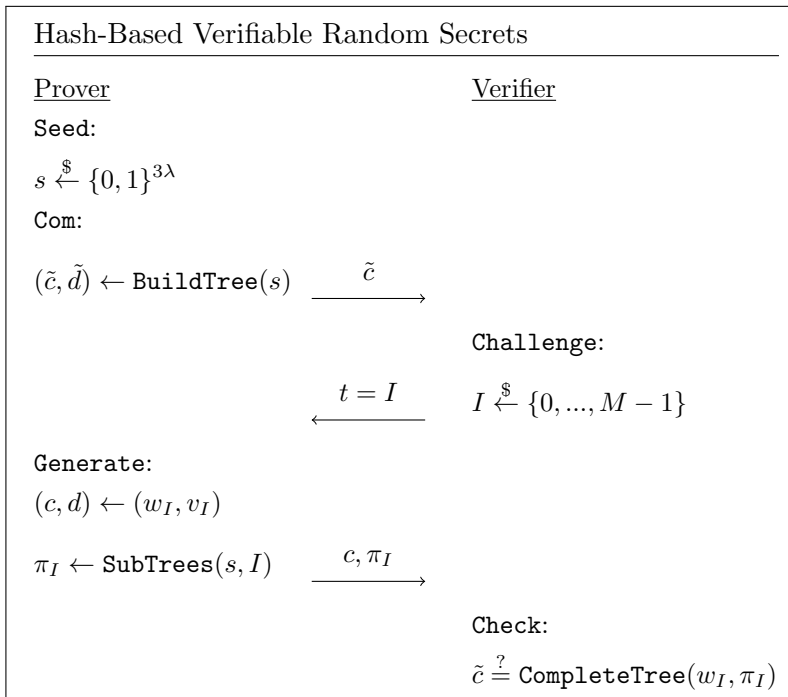 Hash-Based Verifiable Random Secrets
Prover Verifier
Seed:
s ←$ {0, 1}^{3λ}
Com:
(c̃, d̃) ← BuildTree(s) c̃
Challenge:
t = I I ←$ {0, ..., M − 1}
Generate:
(c, d) ← (w_I, v_I)
π_I ← SubTrees(s, I) c, π_I
Check:
c̃ =? CompleteTree(w_I, π_I)